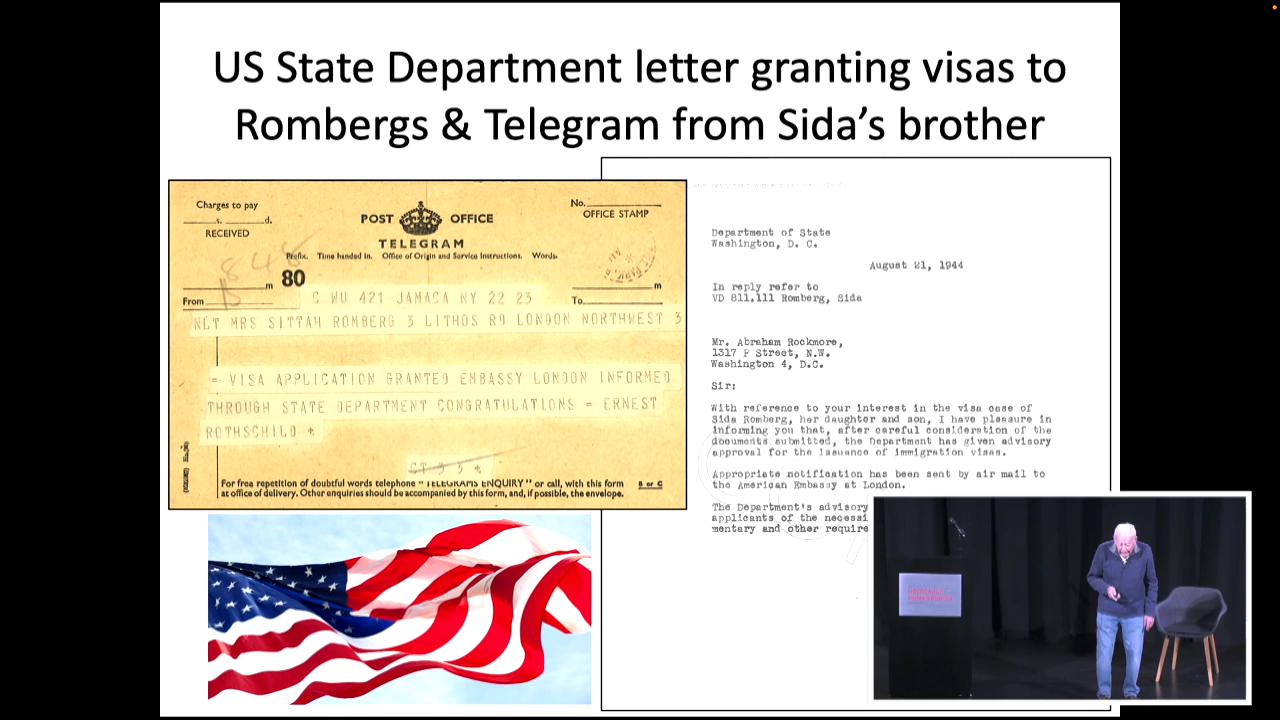 US State Department letter granting visas to
Rombergs & Telegram from Sida's brother
Charges to pay
s. d.
RECEIVED
POST OFFICE
TELEGRAM
No.
OFFICE STAMP
Prefix. Time handed in. Office of Origin and Service Instructions. Words.
80
m
m
From
To
C WU 421 JAMACA NY 22 23
NLT MRS SITTAH ROMBERG 3 LITHOS RD LONDON NORTHWEST 3
= VISA APPLICATION GRANTED EMBASSY LONDON INFORMED
THROUGH STATE DEPARTMENT CONGRATULATIONS = ERNEST
ROTHSCHILD +
CT 3 3 +
For free repetition of doubtful words telephone "TELEGRAMS ENQUIRY" or call, with this form
at office of delivery. Other enquiries should be accompanied by this form, and, if possible, the envelope.
B or C
Department of State
Washington, D. C.
August 21, 1944
In reply refer to
VD 811.111 Romberg, Sida
Mr. Abraham Rockmore,
1317 F Street, N.W.
Washington 4, D.C.
Sir:
With reference to your interest in the visa case of
Sida Romberg, her daughter and son, I have pleasure in
informing you that, after careful consideration of the
documents submitted, the Department has given advisory
approval for the issuance of immigration visas.
Appropriate notification has been sent by air mail to
the American Embassy at London.
The Department's advisory
applicants of the necessi
mentary and other require